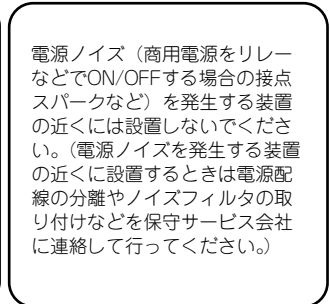 電源ノイズ（商用電源をリレー
などでON/OFFする場合の接点
スパークなど）を発生する装置
の近くには設置しないでくださ
い。（電源ノイズを発生する装置
の近くに設置するときは電源配
線の分離やノイズフィルタの取
り付けなどを保守サービス会社
に連絡して行ってください。）